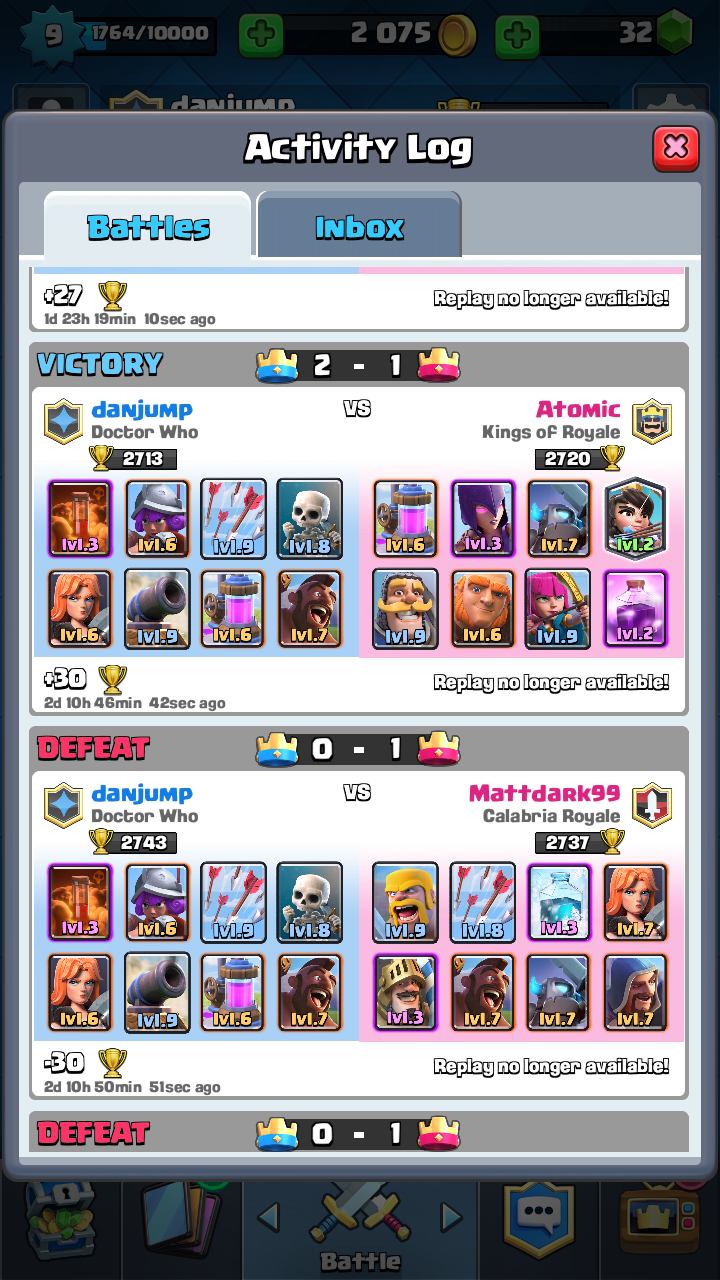 9 1764/10000 2 075 32
danjump
Activity Log
Battles Inbox
+27 Replay no longer available!
1d 23h 19min 10sec ago
VICTORY 2 - 1
danjump VS Atomic
Doctor Who Kings of Royale
2713 2720
lvl.3 lvl.6 lvl.9 lvl.8 lvl.6 lvl.3 lvl.7 lvl.2
lvl.6 lvl.9 lvl.6 lvl.7 lvl.9 lvl.6 lvl.9 lvl.2
+30 Replay no longer available!
2d 10h 46min 42sec ago
DEFEAT 0 - 1
danjump VS Mattdark99
Doctor Who Calabria Royale
2743 2737
lvl.3 lvl.6 lvl.9 lvl.8 lvl.9 lvl.8 lvl.3 lvl.7
lvl.6 lvl.9 lvl.6 lvl.7 lvl.3 lvl.7 lvl.7 lvl.7
-30 Replay no longer available!
2d 10h 50min 51sec ago
DEFEAT 0 - 1
Battle